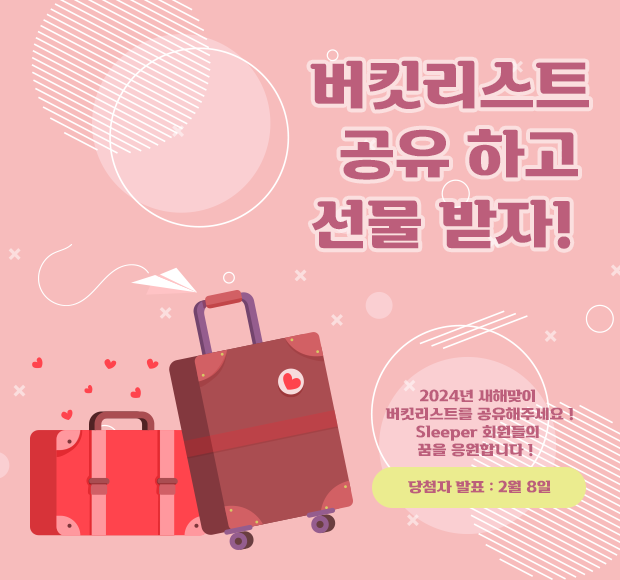 버킷리스트
공유 하고
선물 받자!
2024년 새해맞이
버킷리스트를 공유해주세요 !
Sleeper 회원들의
꿈을 응원합니다 !
당첨자 발표 : 2월 8일